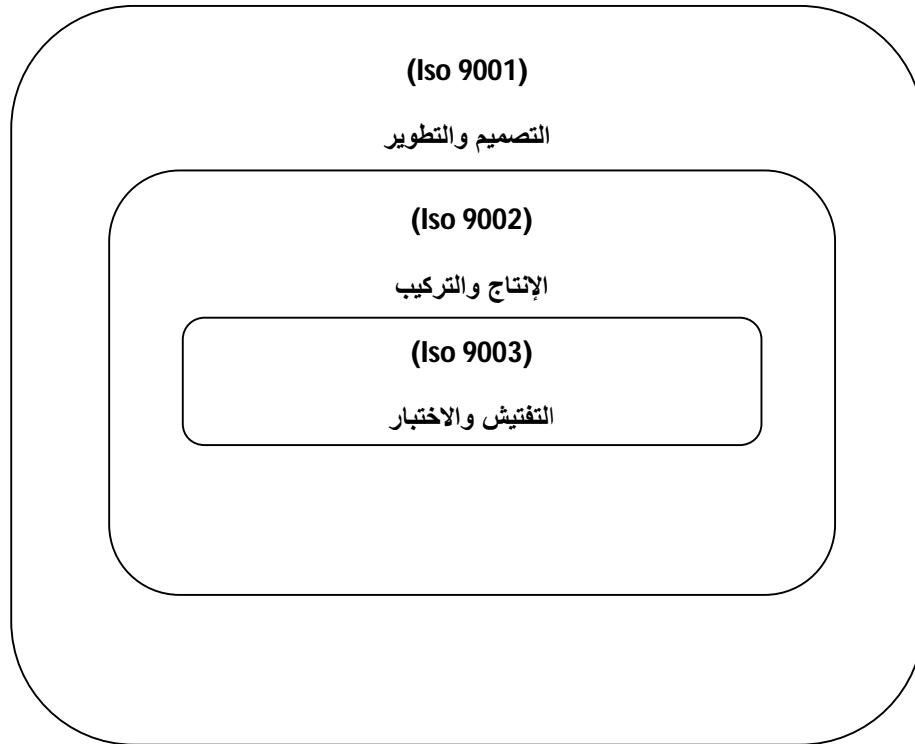 (Iso 9001)
التصميم والتطوير
(Iso 9002)
الإنتاج والتركيب
(Iso 9003)
التفتيش والاختبار